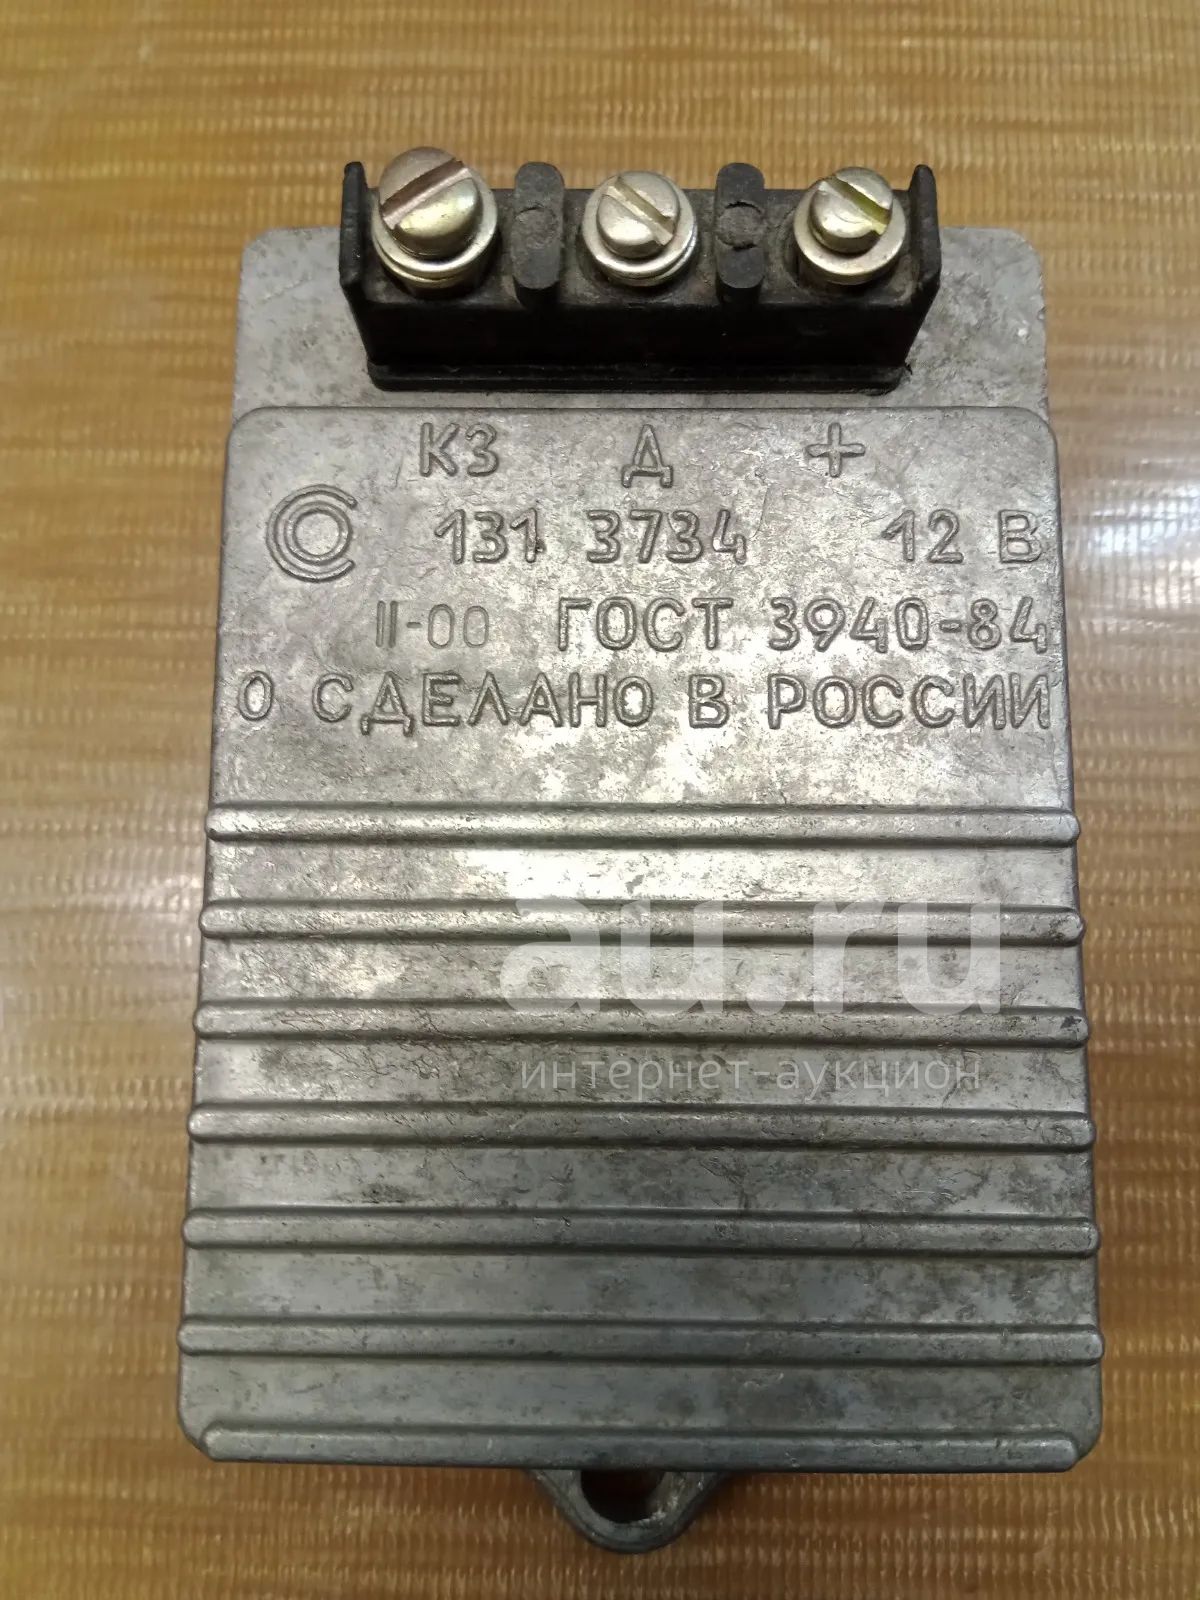 КЗ Д +
131 3734 12 В
II-00 ГОСТ 3940-84
0 СДЕЛАНО В РОССИИ
au.ru
интернет-аукцион